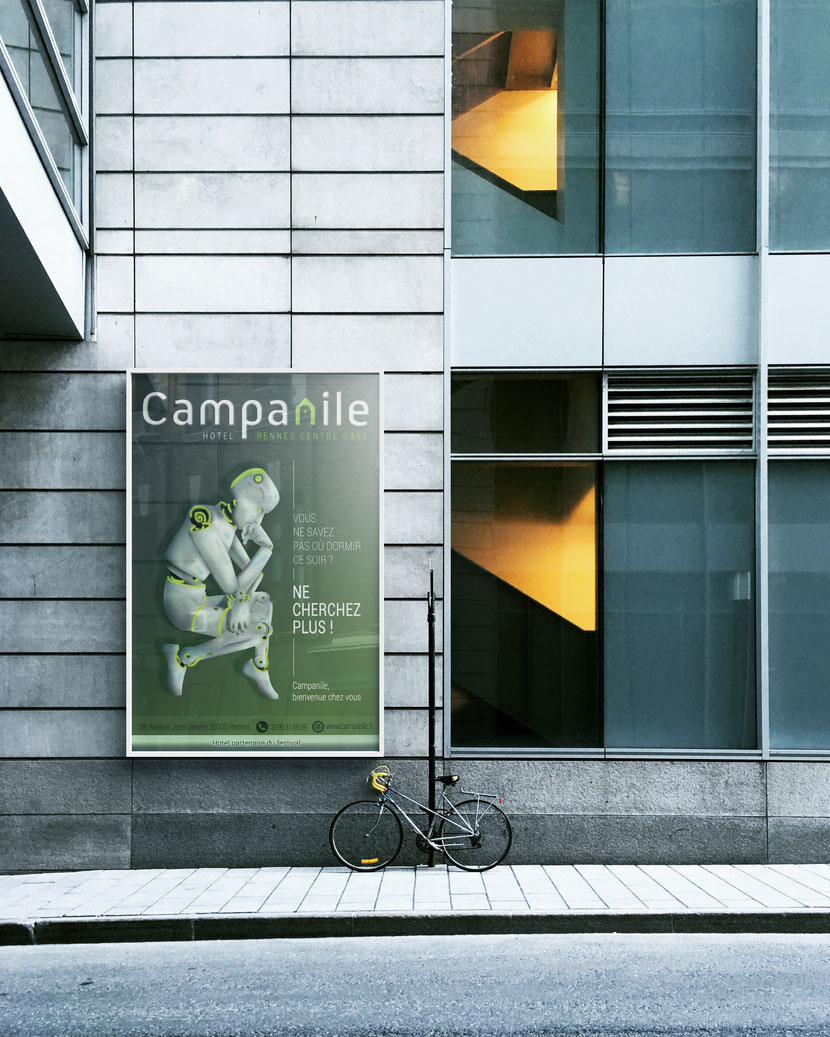 Campanile
HOTEL RENNES CENTRE GARE
VOUS
NE SAVEZ
PAS OÙ DORMIR
CE SOIR ?
NE
CHERCHEZ
PLUS !
Campanile,
bienvenue chez vous
28, Avenue Jean Janvier 35000 Rennes 02 99 31 59 59 www.campanile.fr
Hotel partenaire du festival